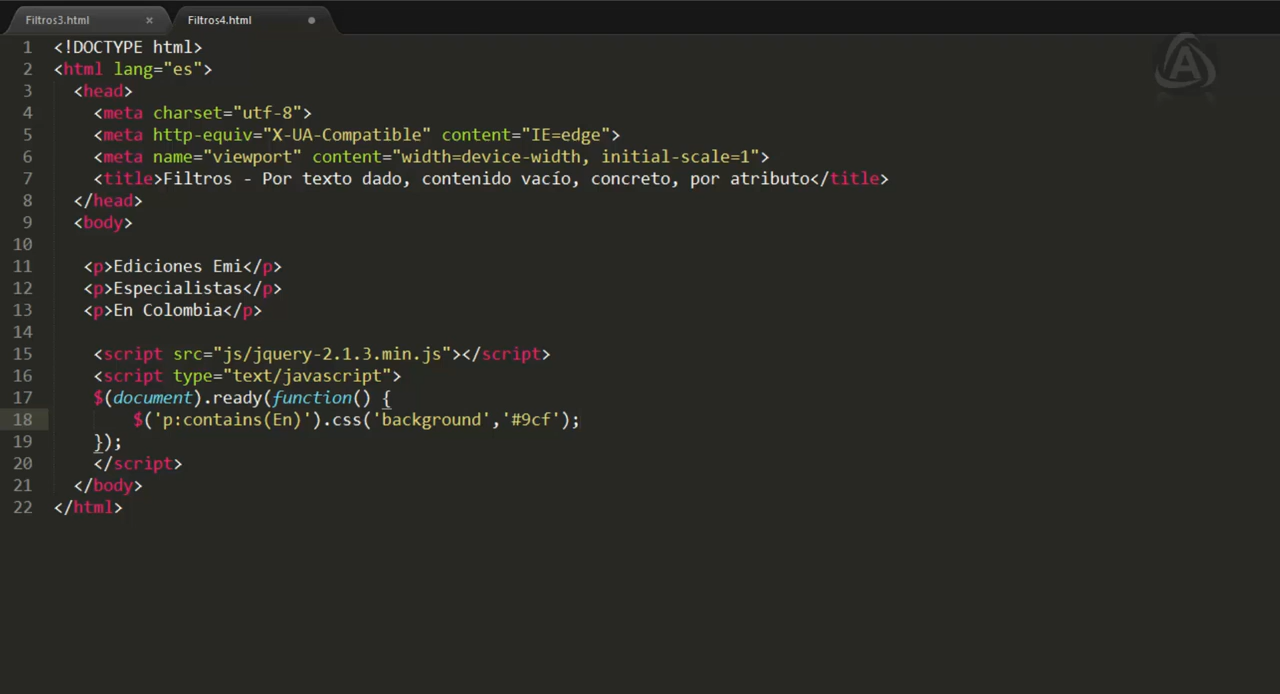 Filtros3.html × Filtros4.html
1 <!DOCTYPE html>
2 <html lang="es">
3 <head>
4 <meta charset="utf-8">
5 <meta http-equiv="X-UA-Compatible" content="IE=edge">
6 <meta name="viewport" content="width=device-width, initial-scale=1">
7 <title>Filtros - Por texto dado, contenido vacío, concreto, por atributo</title>
8 </head>
9 <body>
10
11 <p>Ediciones Emi</p>
12 <p>Especialistas</p>
13 <p>En Colombia</p>
14
15 <script src="js/jquery-2.1.3.min.js"></script>
16 <script type="text/javascript">
17 $(document).ready(function() {
18 $('p:contains(En)').css('background','#9cf');
19 });
20 </script>
21 </body>
22 </html>